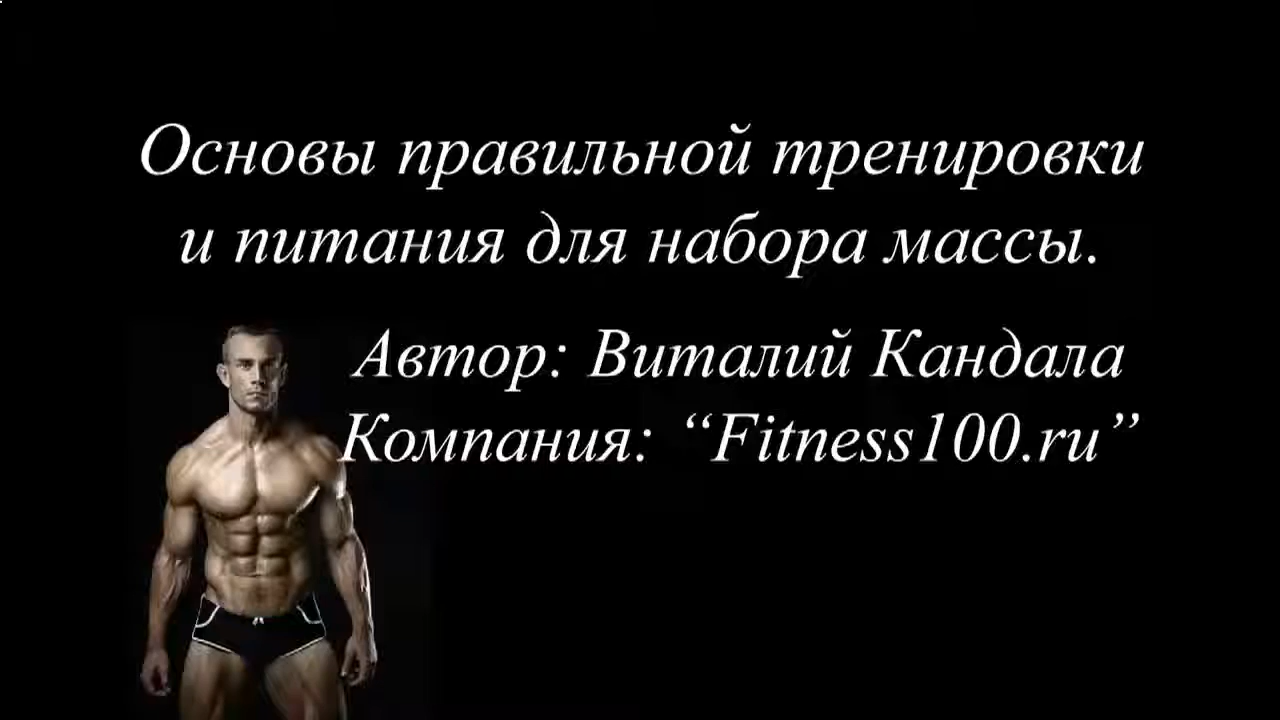 Основы правильной тренировки
и питания для набора массы.
Автор: Виталий Кандала
Компания: “Fitness100.ru”